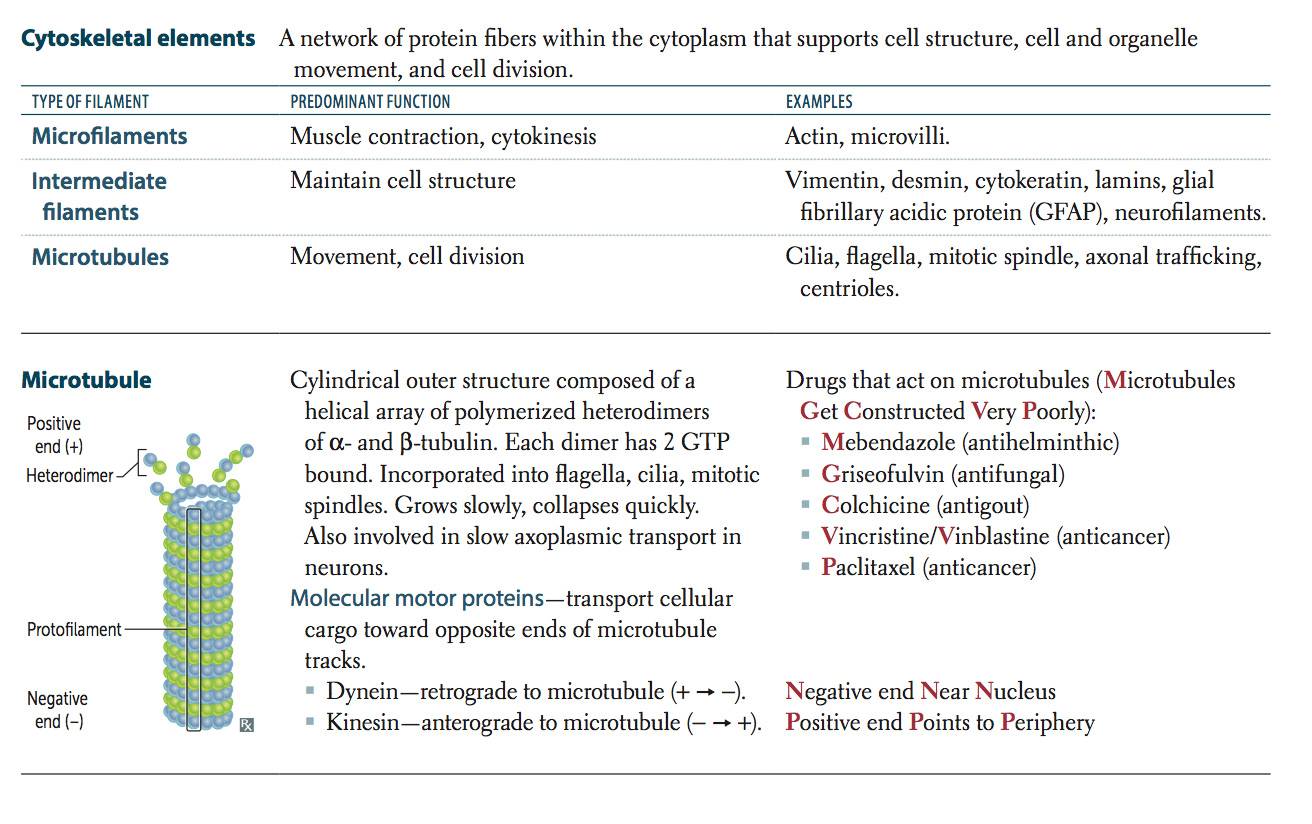 Cytoskeletal elements
A network of protein fibers within the cytoplasm that supports cell structure, cell and organelle
movement, and cell division.
TYPE OF FILAMENT
PREDOMINANT FUNCTION
EXAMPLES
Microfilaments
Muscle contraction, cytokinesis
Actin, microvilli.
Intermediate
filaments
Maintain cell structure
Vimentin, desmin, cytokeratin, lamins, glial
fibrillary acidic protein (GFAP), neurofilaments.
Microtubules
Movement, cell division
Cilia, flagella, mitotic spindle, axonal trafficking,
centrioles.
Microtubule
Positive
end (+)
Heterodimer
Protofilament
Negative
end (–)
Rx
Cylindrical outer structure composed of a
helical array of polymerized heterodimers
of α- and β-tubulin. Each dimer has 2 GTP
bound. Incorporated into flagella, cilia, mitotic
spindles. Grows slowly, collapses quickly.
Also involved in slow axoplasmic transport in
neurons.
Molecular motor proteins—transport cellular
cargo toward opposite ends of microtubule
tracks.
▪ Dynein—retrograde to microtubule (+ → –).
▪ Kinesin—anterograde to microtubule (– → +).
Drugs that act on microtubules (Microtubules
Get Constructed Very Poorly):
▪ Mebendazole (antihelminthic)
▪ Griseofulvin (antifungal)
▪ Colchicine (antigout)
▪ Vincristine/Vinblastine (anticancer)
▪ Paclitaxel (anticancer)
Negative end Near Nucleus
Positive end Points to Periphery